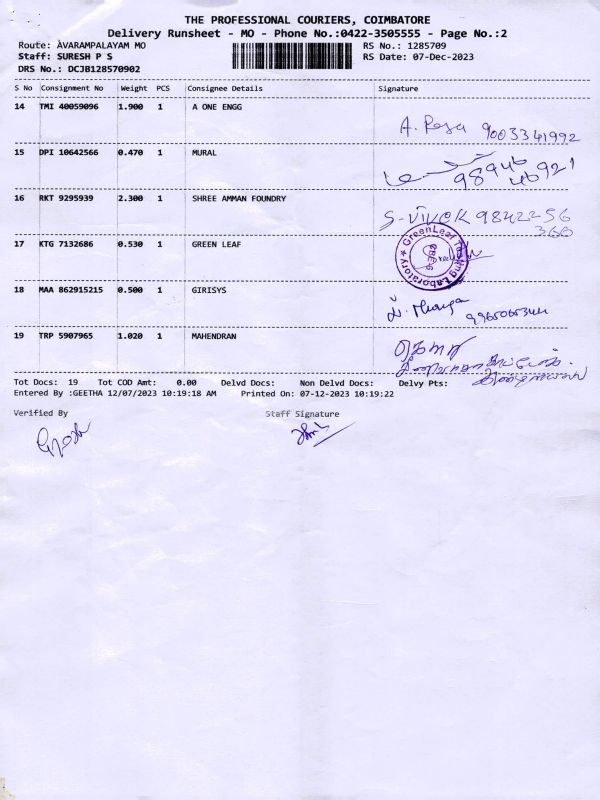 THE PROFESSIONAL COURIERS, COIMBATORE
Delivery Runsheet - MO - Phone No.:0422-3505555 - Page No.:2
Route: AVARAMPALAYAM MO RS No.: 1285709
Staff: SURESH P S RS Date: 07-Dec-2023
DRS No.: DCJB128570902
S No Consignment No Weight PCS Consignee Details Signature
14 TMI 40059096 1.900 1 A ONE ENGG
A. Roja 9003341992
15 DPI 10642566 0.470 1 MURAL
98946
46921
16 RKT 9295939 2.300 1 SHREE AMMAN FOUNDRY
S-VIVEK 9842256
360
17 KTG 7132686 0.530 1 GREEN LEAF
GreenLeaf Testing Laboratory
18 MAA 862915215 0.500 1 GIRISYS
19 TRP 5907965 1.020 1 MAHENDRAN
Tot Docs: 19 Tot COD Amt: 0.00 Delvd Docs: Non Delvd Docs: Delvy Pts:
Entered By :GEETHA 12/07/2023 10:19:18 AM Printed On: 07-12-2023 10:19:22
Verified By Staff Signature